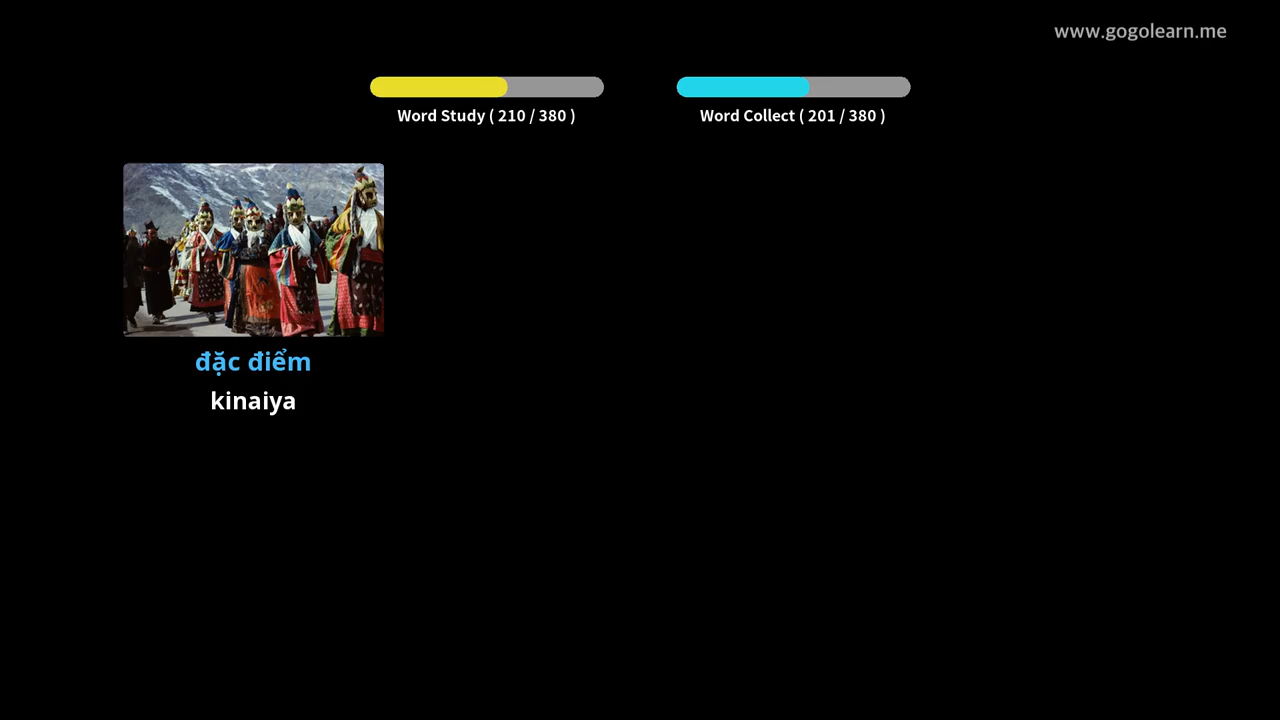 www.gogolearn.me
Word Study ( 210 / 380 )
Word Collect ( 201 / 380 )
đặc điểm
kinaiya